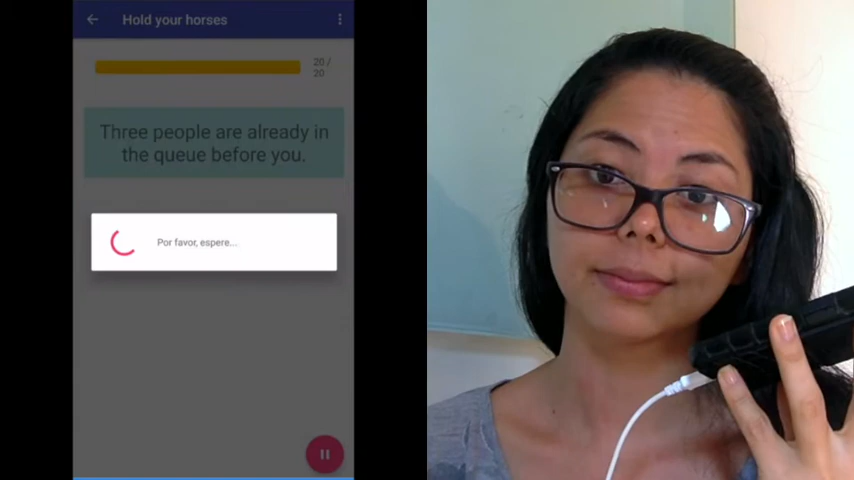 Hold your horses
20 /
20
Three people are already in
the queue before you.
Por favor, espere...